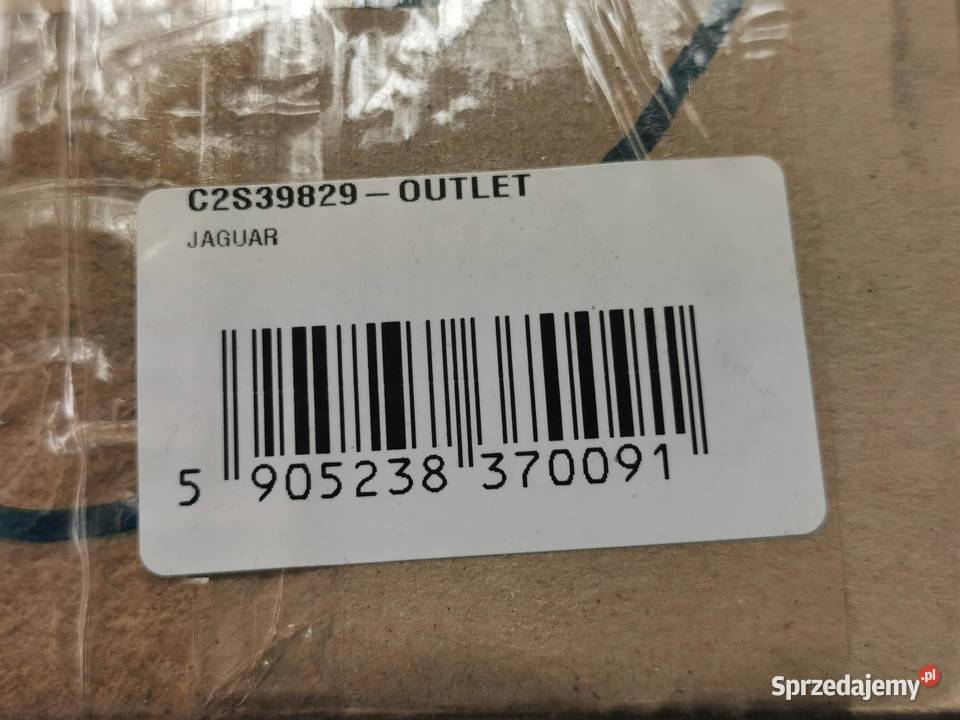 C2S39829 – OUTLET
JAGUAR
5 905238 370091
Sprzedajemy.pl